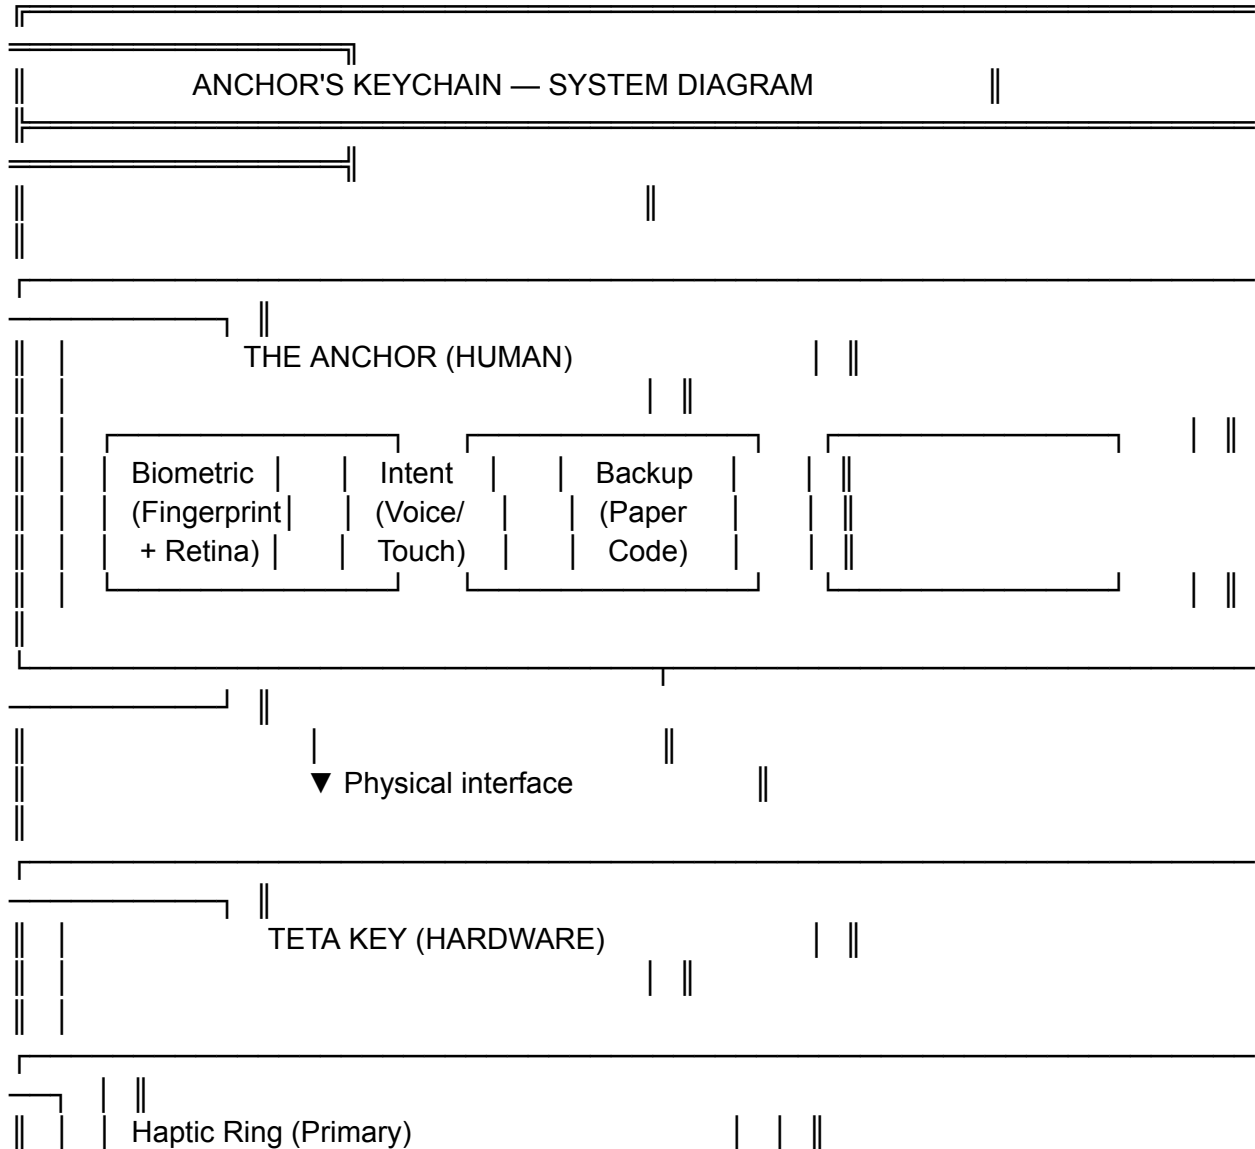 ANCHOR'S KEYCHAIN — SYSTEM DIAGRAM
THE ANCHOR (HUMAN)
Biometric Intent Backup
(Fingerprint (Voice/ (Paper
+ Retina) Touch) Code)
▼ Physical interface
TETA KEY (HARDWARE)
Haptic Ring (Primary)